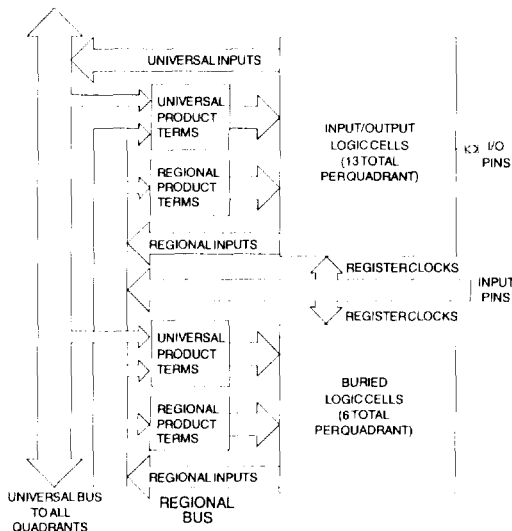 UNIVERSAL INPUTS
UNIVERSAL
PRODUCT
TERMS
REGIONAL
PRODUCT
TERMS
REGIONAL INPUTS
INPUT/OUTPUT
LOGIC CELLS
(13 TOTAL
PER QUADRANT)
I/O
PINS
REGISTER CLOCKS
INPUT
PINS
REGISTER CLOCKS
UNIVERSAL
PRODUCT
TERMS
REGIONAL
PRODUCT
TERMS
REGIONAL INPUTS
BURIED
LOGIC CELLS
(6 TOTAL
PER QUADRANT)
UNIVERSAL BUS
TO ALL
QUADRANTS
REGIONAL
BUS